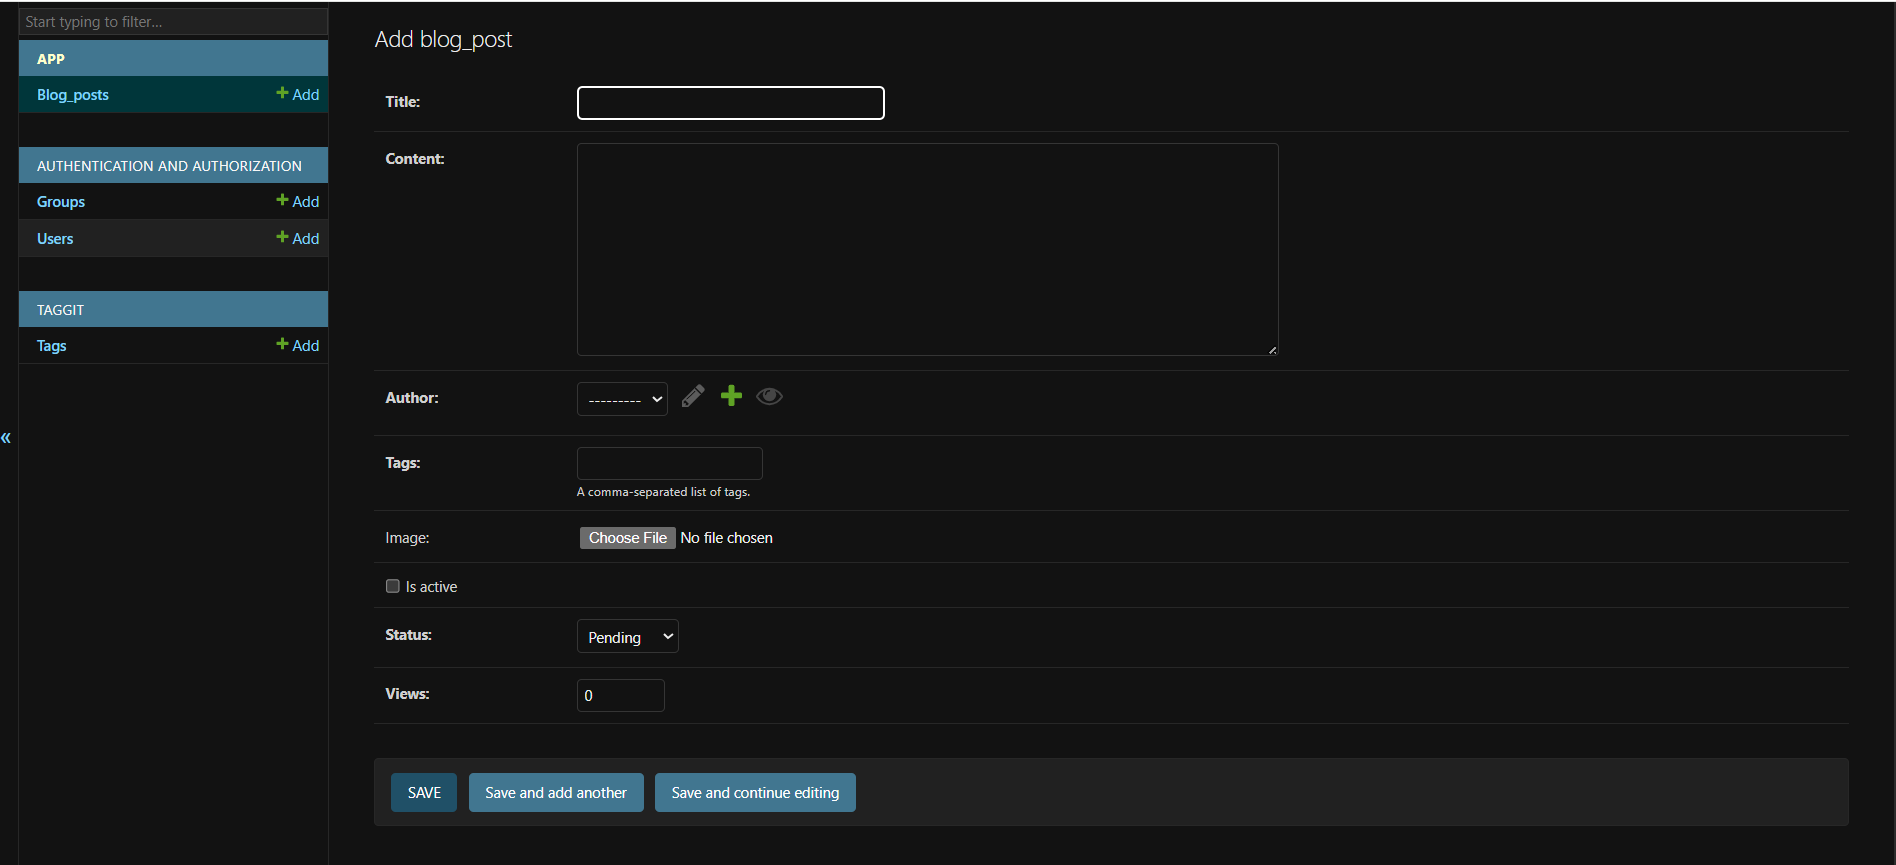 Start typing to filter...
APP
Blog_posts + Add
AUTHENTICATION AND AUTHORIZATION
Groups + Add
Users + Add
TAGGIT
Tags + Add
«
Add blog_post
Title:
Content:
Author: ---------
Tags:
A comma-separated list of tags.
Image: Choose File No file chosen
Is active
Status: Pending
Views: 0
SAVE Save and add another Save and continue editing